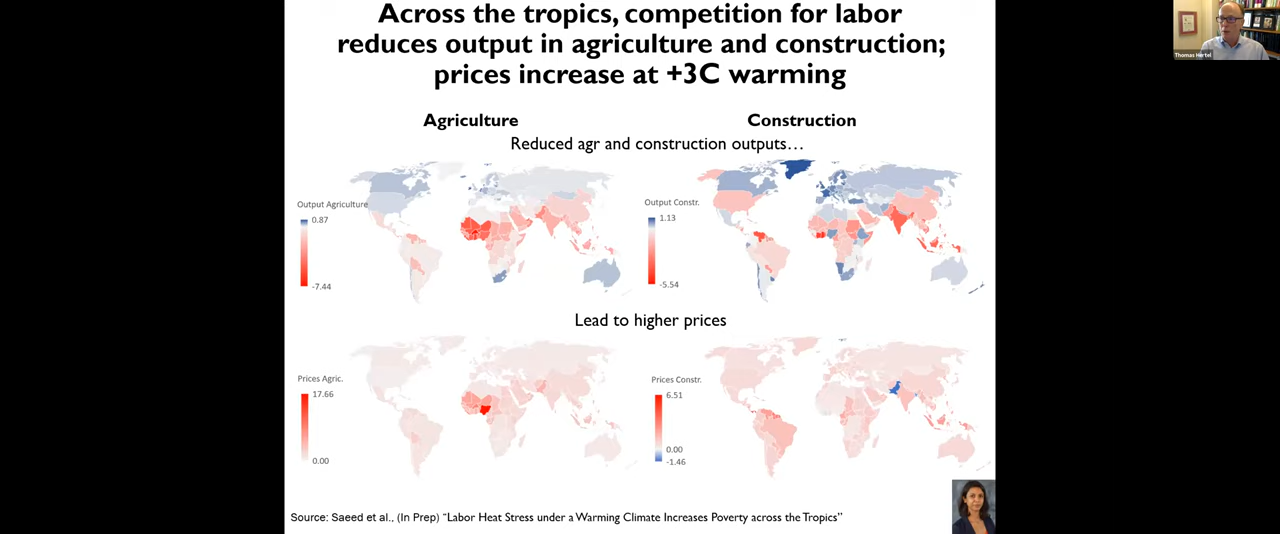 Across the tropics, competition for labor
reduces output in agriculture and construction;
prices increase at +3C warming
Thomas Hertel
Agriculture
Construction
Reduced agr and construction outputs…
Output Agriculture
0.87
-7.44
Output Constr.
1.13
-5.54
Lead to higher prices
Prices Agric.
17.66
0.00
Prices Constr.
6.51
0.00
-1.46
Source: Saeed et al., (In Prep) "Labor Heat Stress under a Warming Climate Increases Poverty across the Tropics"